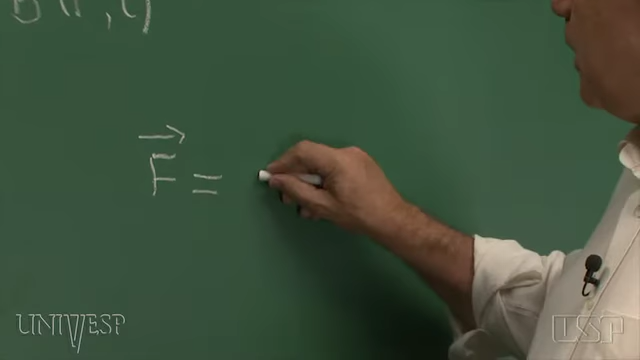 B(r⃗, t)
F⃗ =
UNIVESP
USP